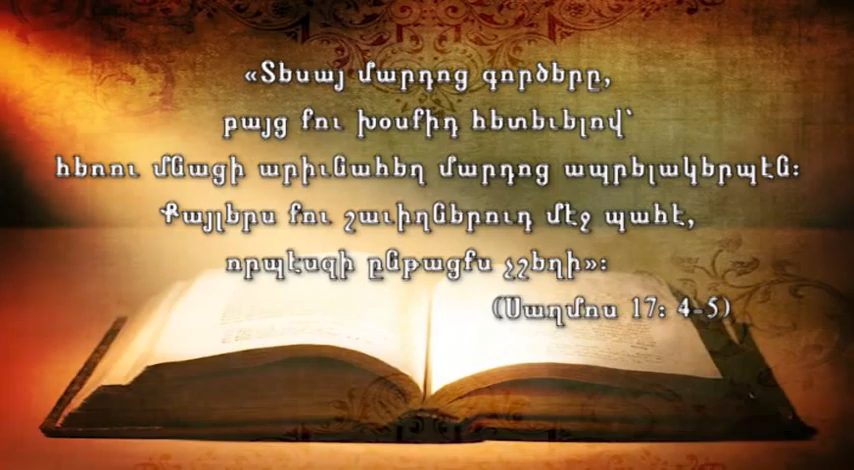 «Տեսայ մարդոց գործերը,
բայց քու խօսքիդ հետեւելով՝
հեռու մնացի արիւնահեղ մարդոց ապրելակերպէն։
Քայլերս քու շաւիղներուդ մէջ պահէ,
որպէսզի ընթացքս չշեղի»։
(Սաղմոս 17։ 4-5)